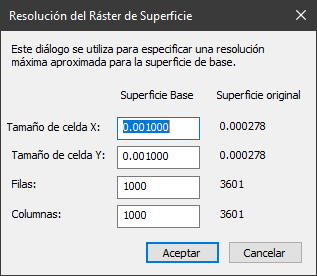 Resolución del Ráster de Superficie
Este diálogo se utiliza para especificar una resolución
máxima aproximada para la superficie de base.
Superficie Base Superficie original
Tamaño de celda X: 0.001000 0.000278
Tamaño de celda Y: 0.001000 0.000278
Filas: 1000 3601
Columnas: 1000 3601
Aceptar Cancelar